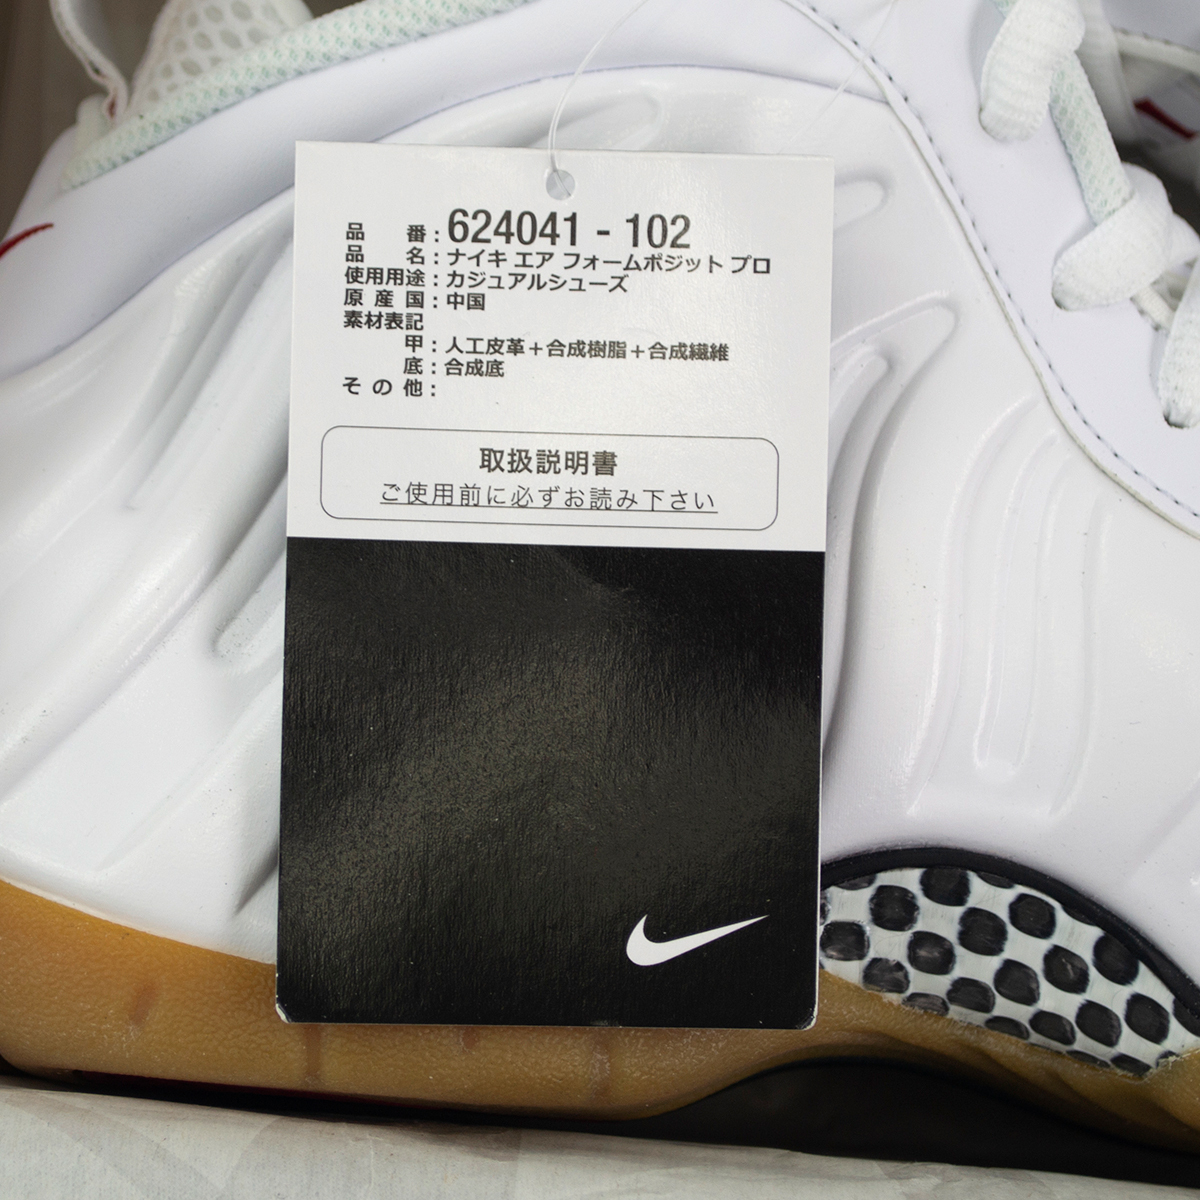 品 番：624041 - 102
品 名：ナイキ エア フォームポジット プロ
使用用途：カジュアルシューズ
原 産 国：中国
素材表記
甲：人工皮革＋合成樹脂＋合成繊維
底：合成底
そ の 他：
取扱説明書
ご使用前に必ずお読み下さい